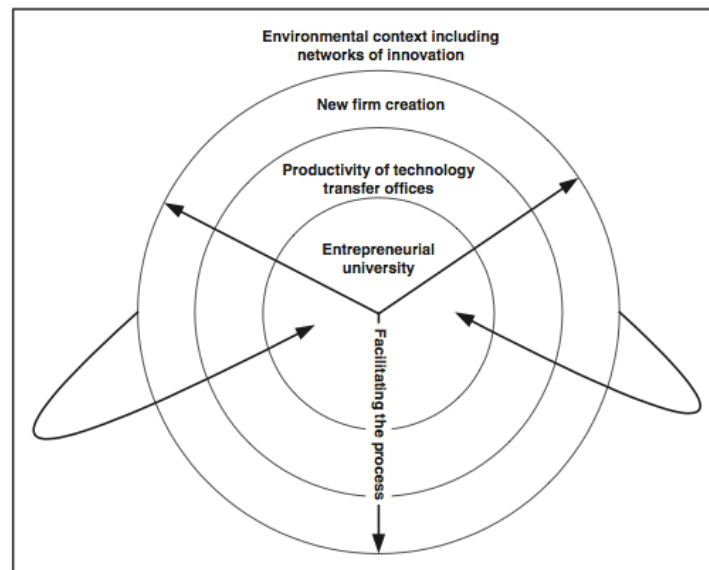 Environmental context including
networks of innovation
New firm creation
Productivity of technology
transfer offices
Entrepreneurial
university
Facilitating the process